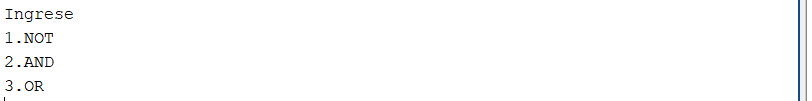 Ingrese
1.NOT
2.AND
3.OR